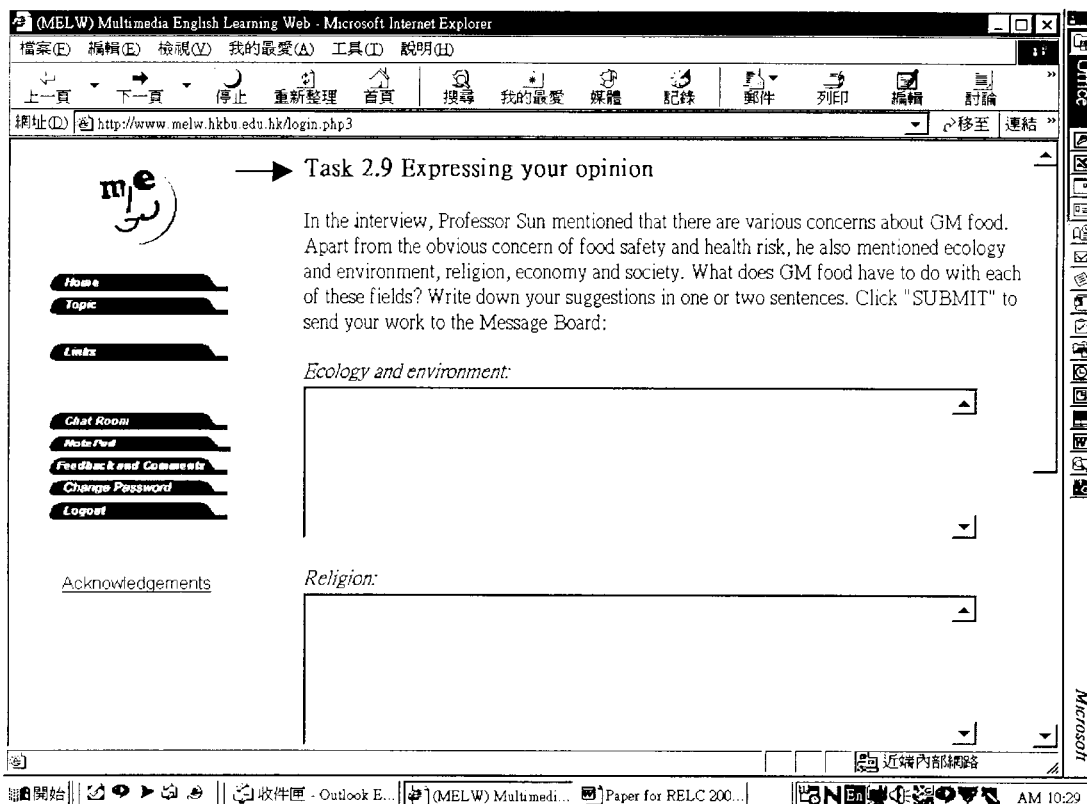 (MELW) Multimedia English Learning Web - Microsoft Internet Explorer
檔案(F) 編輯(E) 檢視(V) 我的最愛(A) 工具(T) 說明(H)
上一頁 下一頁 停止 重新整理 首頁 搜尋 我的最愛 媒體 記錄 郵件 列印 編輯 討論 »
網址(D) http://www.melw.hkbu.edu.hk/login.php3 移至 連結 »
Office
me
Task 2.9 Expressing your opinion
In the interview, Professor Sun mentioned that there are various concerns about GM food.
Apart from the obvious concern of food safety and health risk, he also mentioned ecology
and environment, religion, economy and society. What does GM food have to do with each
of these fields? Write down your suggestions in one or two sentences. Click "SUBMIT" to
send your work to the Message Board:
Home
Topic
Links
Chat Room
Note Pad
Feedback and Comments
Change Password
Logout
Acknowledgements
Ecology and environment:
Religion:
Microsoft
近端內部網路
開始 收件匣 - Outlook E... (MELW) Multimedi... Paper for RELC 200... En AM 10:29